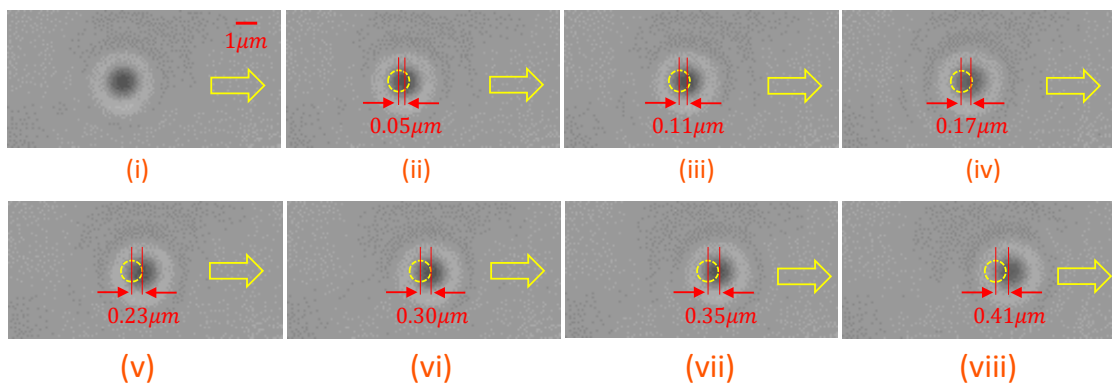 1μm
0.05μm
0.11μm
0.17μm
(i)
(ii)
(iii)
(iv)
0.23μm
0.30μm
0.35μm
0.41μm
(v)
(vi)
(vii)
(viii)